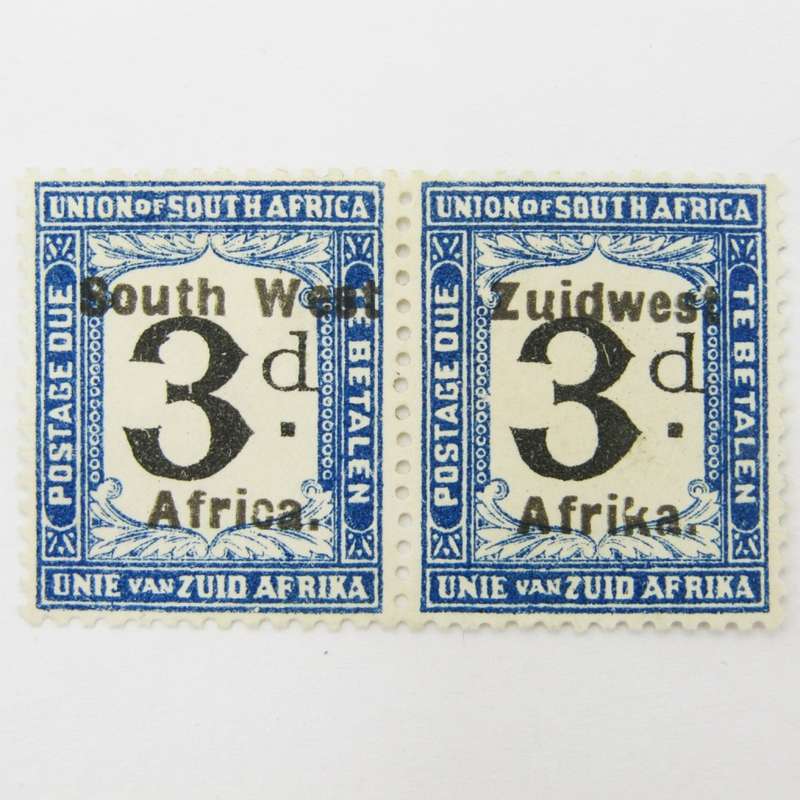 UNION OF SOUTH AFRICA
POSTAGE DUE
TE BETALEN
South West
3d.
Africa.
UNIE VAN ZUID AFRIKA
UNION OF SOUTH AFRICA
POSTAGE DUE
TE BETALEN
Zuidwest
3d.
Afrika.
UNIE VAN ZUID AFRIKA